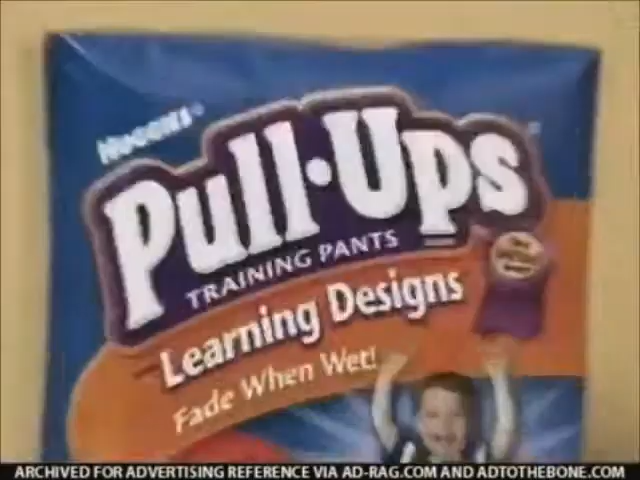 HUGGIES®
Pull·Ups
TRAINING PANTS
Learning Designs
Fade When Wet!
ARCHIVED FOR ADVERTISING REFERENCE VIA AD-RAG.COM AND ADTOTHEBONE.COM